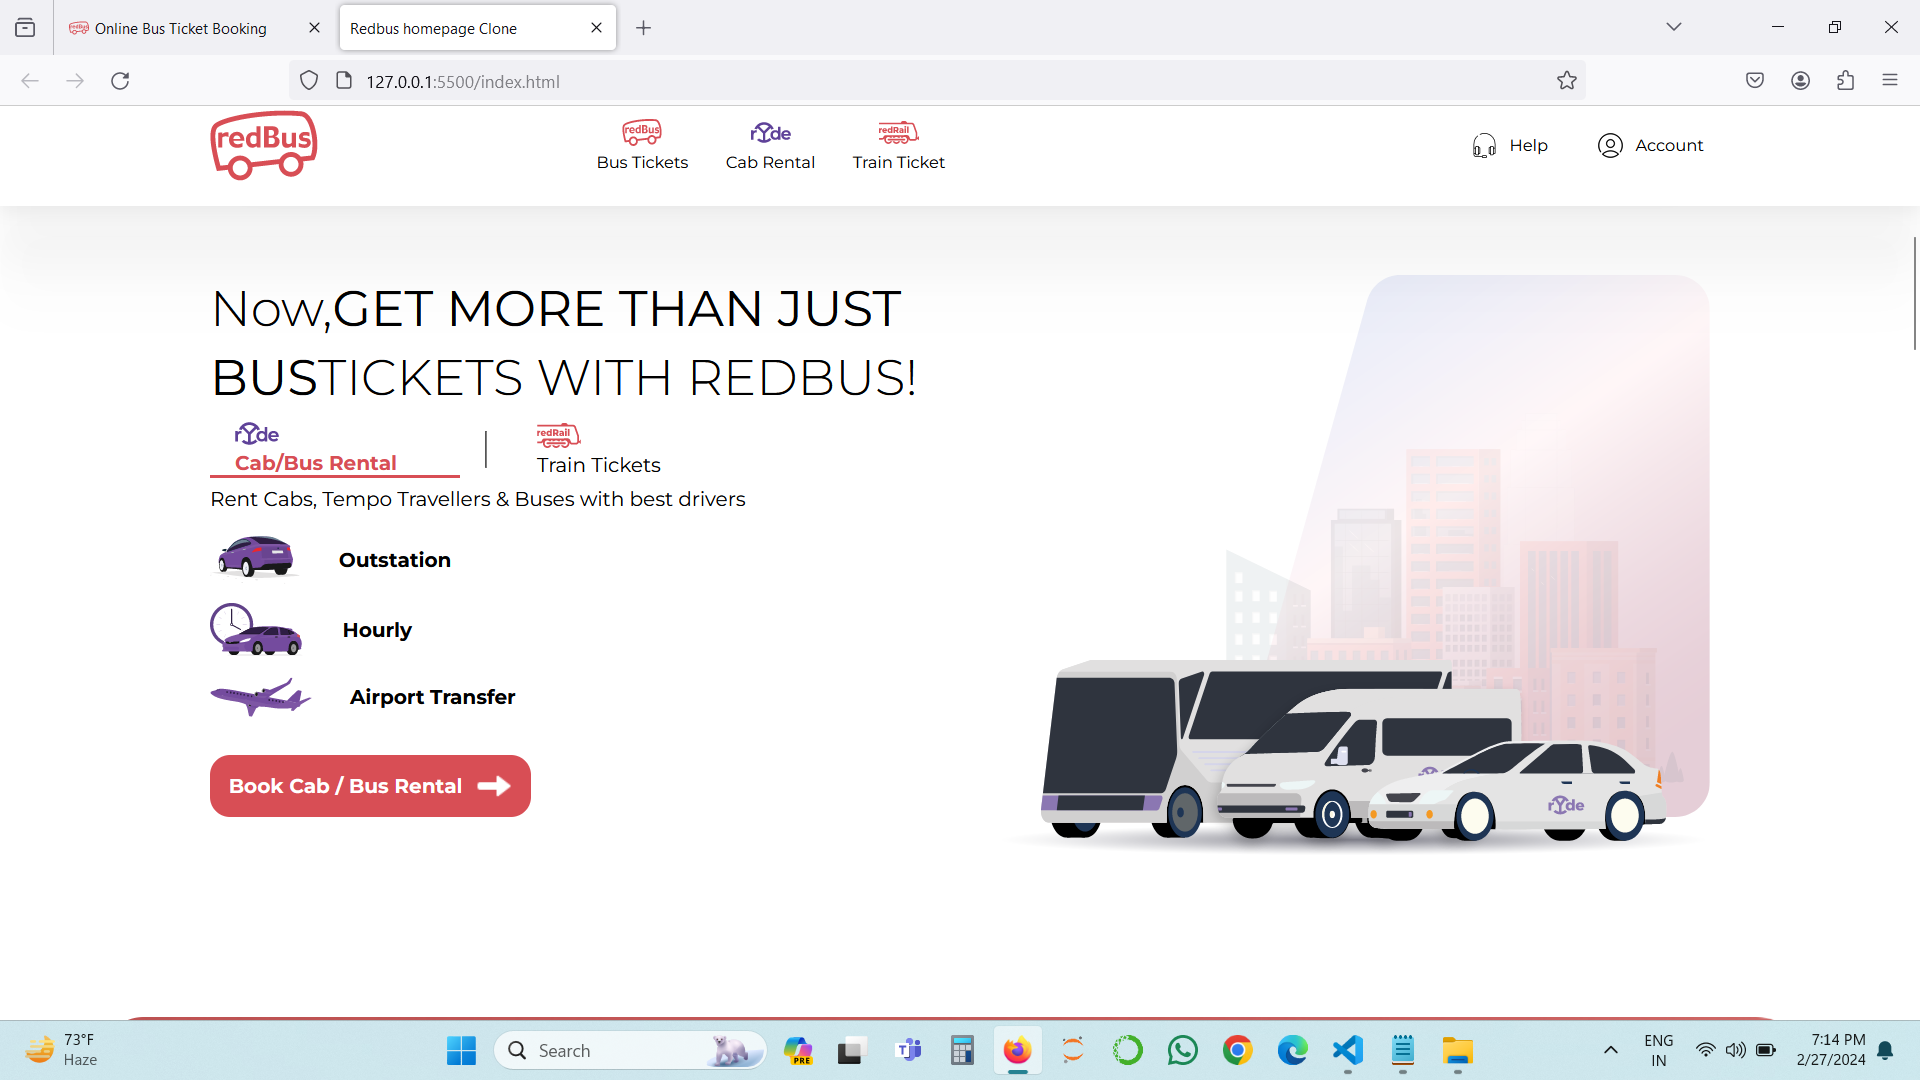 Online Bus Ticket Booking
Redbus homepage Clone
127.0.0.1:5500/index.html
redBus
redBus
Bus Tickets
rYde
Cab Rental
redRail
Train Ticket
Help
Account
Now,GET MORE THAN JUST
BUSTICKETS WITH REDBUS!
rYde
Cab/Bus Rental
redRail
Train Tickets
Rent Cabs, Tempo Travellers & Buses with best drivers
Outstation
Hourly
Airport Transfer
Book Cab / Bus Rental
rYde
73°F
Haze
Search
PRE
ENG
IN
7:14 PM
2/27/2024